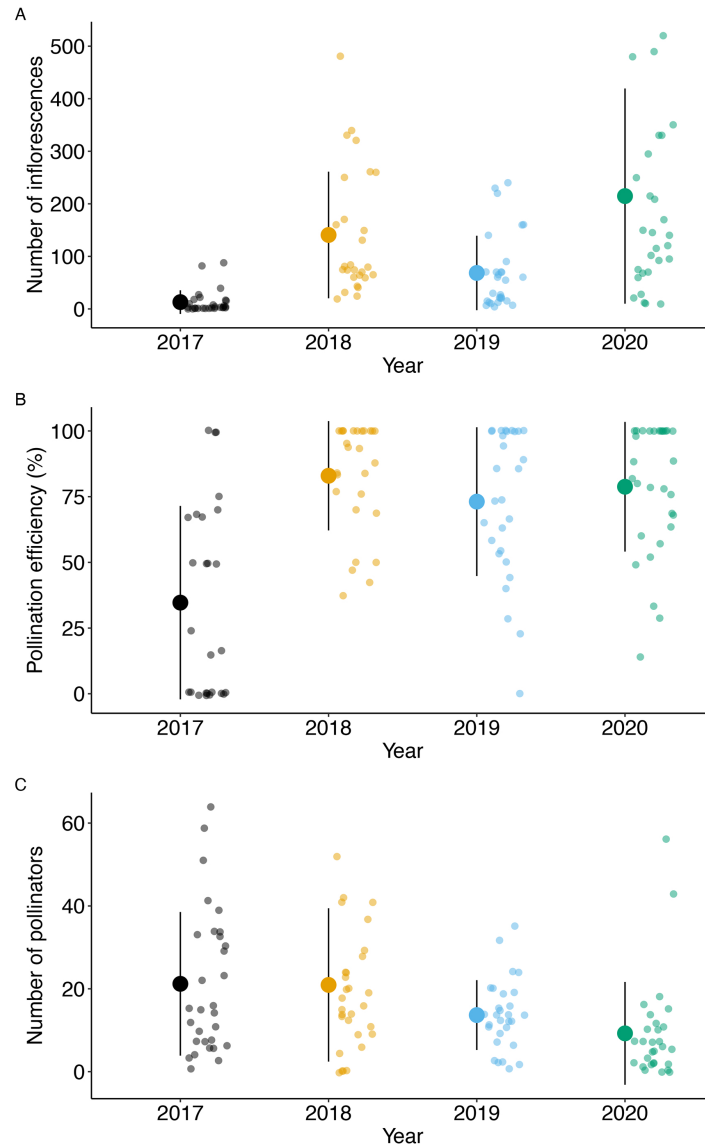 A
Number of inflorescences
500
400
300
200
100
0
2017 2018 2019 2020
Year
B
Pollination efficiency (%)
100
75
50
25
0
2017 2018 2019 2020
Year
C
Number of pollinators
60
40
20
0
2017 2018 2019 2020
Year